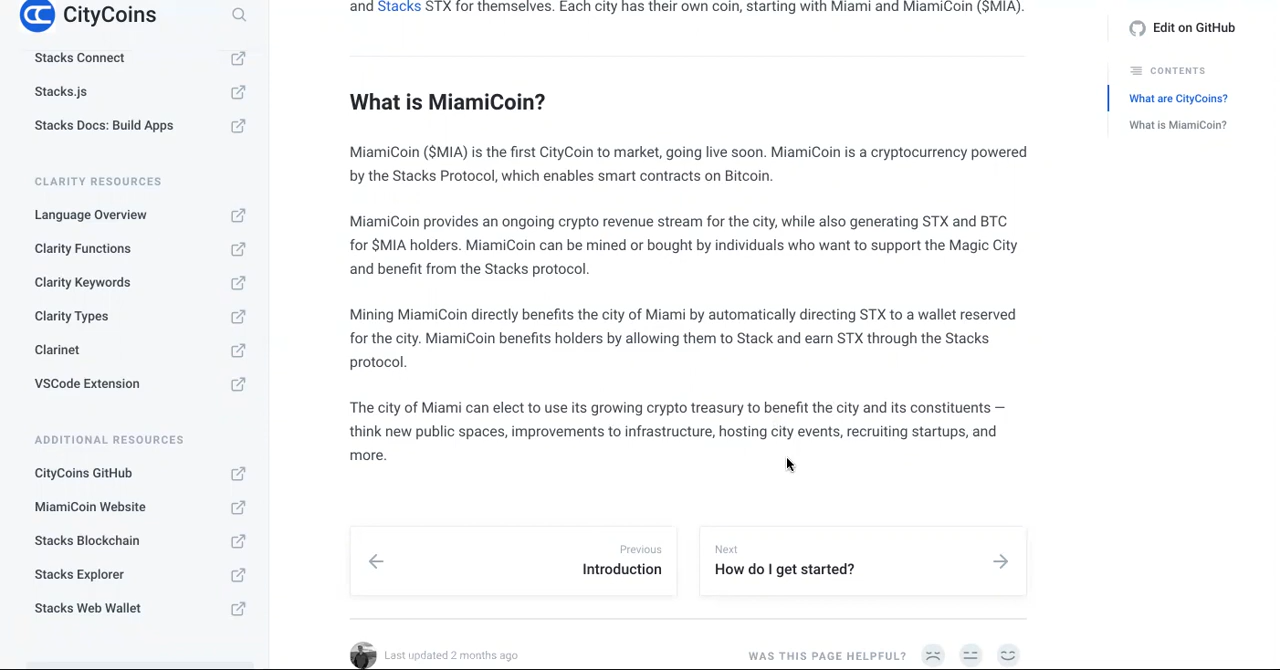 CityCoins
Stacks Connect
Stacks.js
Stacks Docs: Build Apps
CLARITY RESOURCES
Language Overview
Clarity Functions
Clarity Keywords
Clarity Types
Clarinet
VSCode Extension
ADDITIONAL RESOURCES
CityCoins GitHub
MiamiCoin Website
Stacks Blockchain
Stacks Explorer
Stacks Web Wallet
and Stacks STX for themselves. Each city has their own coin, starting with Miami and MiamiCoin ($MIA).
What is MiamiCoin?
MiamiCoin ($MIA) is the first CityCoin to market, going live soon. MiamiCoin is a cryptocurrency powered
by the Stacks Protocol, which enables smart contracts on Bitcoin.
MiamiCoin provides an ongoing crypto revenue stream for the city, while also generating STX and BTC
for $MIA holders. MiamiCoin can be mined or bought by individuals who want to support the Magic City
and benefit from the Stacks protocol.
Mining MiamiCoin directly benefits the city of Miami by automatically directing STX to a wallet reserved
for the city. MiamiCoin benefits holders by allowing them to Stack and earn STX through the Stacks
protocol.
The city of Miami can elect to use its growing crypto treasury to benefit the city and its constituents —
think new public spaces, improvements to infrastructure, hosting city events, recruiting startups, and
more.
Previous
Introduction
Next
How do I get started?
Last updated 2 months ago
WAS THIS PAGE HELPFUL?
Edit on GitHub
CONTENTS
What are CityCoins?
What is MiamiCoin?